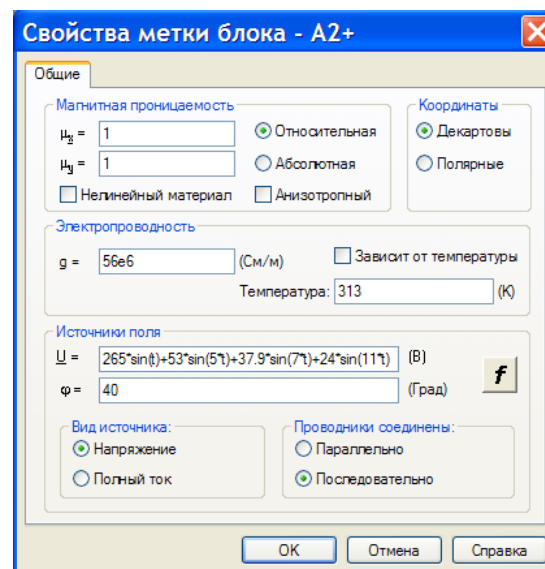 Свойства метки блока - A2+
Общие
Магнитная проницаемость
μx = 1
Относительная
μy = 1
Абсолютная
Нелинейный материал
Анизотропный
Координаты
Декартовы
Полярные
Электропроводность
g = 56e6 (См/м)
Зависит от температуры
Температура: 313 (K)
Источники поля
U = 265*sin(t)+53*sin(5*t)+37.9*sin(7*t)+24*sin(11*t) (В)
φ = 40 (Град)
f
Вид источника:
Напряжение
Полный ток
Проводники соединены:
Параллельно
Последовательно
OK
Отмена
Справка